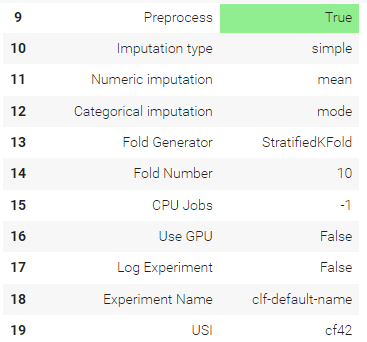 9 Preprocess True
10 Imputation type simple
11 Numeric imputation mean
12 Categorical imputation mode
13 Fold Generator StratifiedKFold
14 Fold Number 10
15 CPU Jobs -1
16 Use GPU False
17 Log Experiment False
18 Experiment Name clf-default-name
19 USI cf42